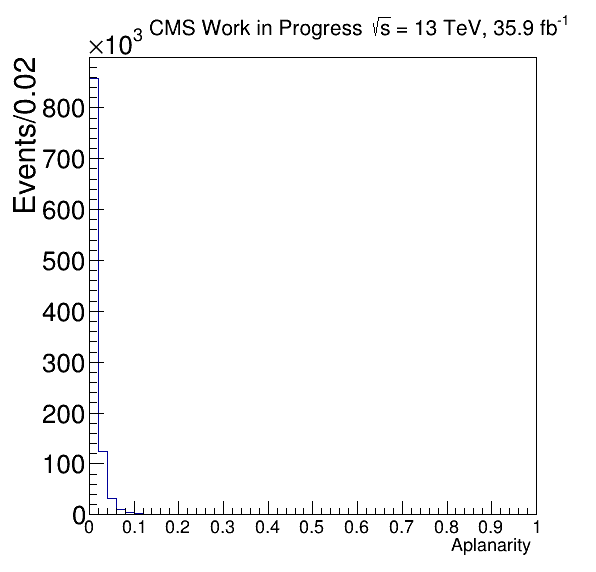 ×10³ CMS Work in Progress √s = 13 TeV, 35.9 fb⁻¹
Events/0.02
800
700
600
500
400
300
200
100
0
0 0.1 0.2 0.3 0.4 0.5 0.6 0.7 0.8 0.9 1
Aplanarity